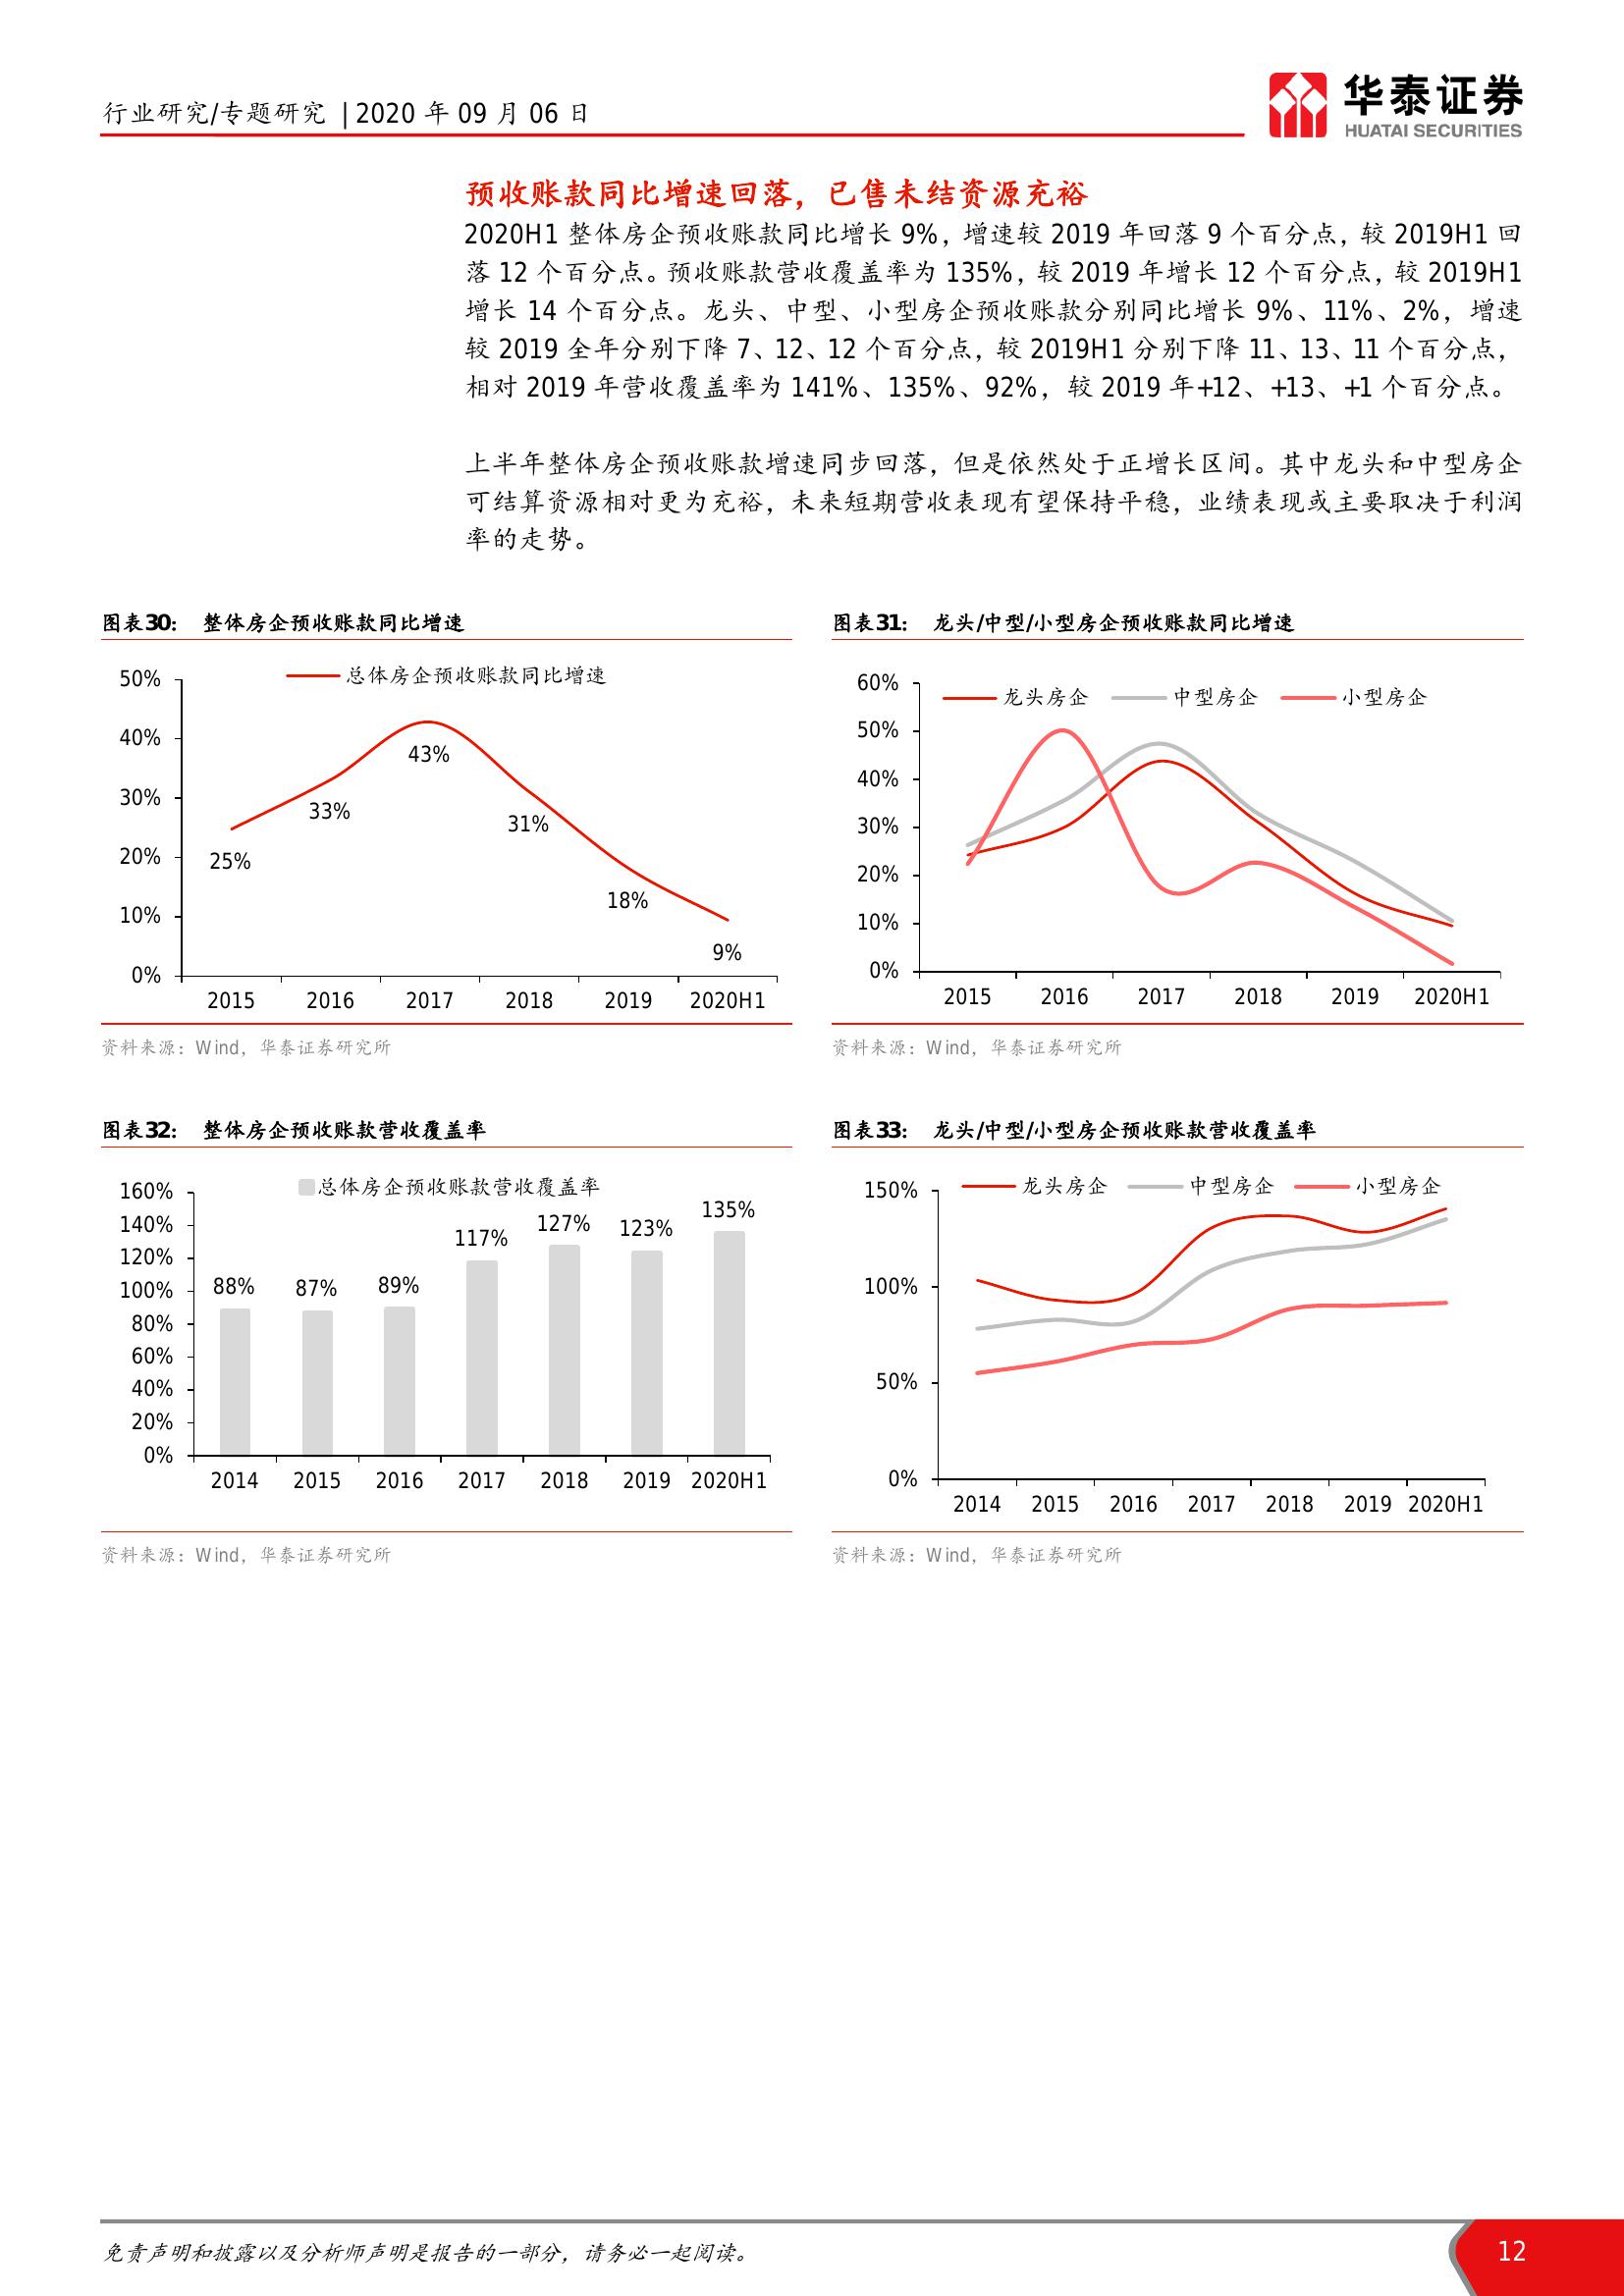 行业研究/专题研究 | 2020 年 09 月 06 日
华泰证券
HUATAI SECURITIES
预收账款同比增速回落，已售未结资源充裕
2020H1 整体房企预收账款同比增长 9%，增速较 2019 年回落 9 个百分点，较 2019H1 回
落 12 个百分点。预收账款营收覆盖率为 135%，较 2019 年增长 12 个百分点，较 2019H1
增长 14 个百分点。龙头、中型、小型房企预收账款分别同比增长 9%、11%、2%，增速
较 2019 全年分别下降 7、12、12 个百分点，较 2019H1 分别下降 11、13、11 个百分点，
相对 2019 年营收覆盖率为 141%、135%、92%，较 2019 年+12、+13、+1 个百分点。
上半年整体房企预收账款增速同步回落，但是依然处于正增长区间。其中龙头和中型房企
可结算资源相对更为充裕，未来短期营收表现有望保持平稳，业绩表现或主要取决于利润
率的走势。
图表30： 整体房企预收账款同比增速
总体房企预收账款同比增速
50%
40%
30%
20%
10%
0%
25%
33%
43%
31%
18%
9%
2015 2016 2017 2018 2019 2020H1
资料来源：Wind，华泰证券研究所
图表31： 龙头/中型/小型房企预收账款同比增速
龙头房企 中型房企 小型房企
60%
50%
40%
30%
20%
10%
0%
2015 2016 2017 2018 2019 2020H1
资料来源：Wind，华泰证券研究所
图表32： 整体房企预收账款营收覆盖率
总体房企预收账款营收覆盖率
160%
140%
120%
100%
80%
60%
40%
20%
0%
88% 87% 89% 117% 127% 123% 135%
2014 2015 2016 2017 2018 2019 2020H1
资料来源：Wind，华泰证券研究所
图表33： 龙头/中型/小型房企预收账款营收覆盖率
龙头房企 中型房企 小型房企
150%
100%
50%
0%
2014 2015 2016 2017 2018 2019 2020H1
资料来源：Wind，华泰证券研究所
免责声明和披露以及分析师声明是报告的一部分，请务必一起阅读。
12